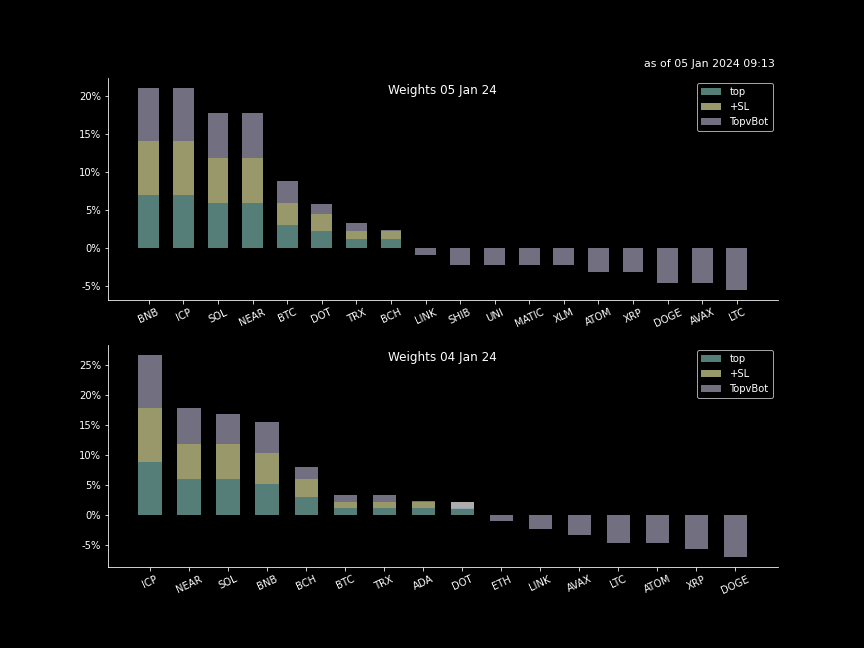 as of 05 Jan 2024 09:13
Weights 05 Jan 24
top
+SL
TopvBot
20%
15%
10%
5%
0%
-5%
BNB ICP SOL NEAR BTC DOT TRX BCH LINK SHIB UNI MATIC XLM ATOM XRP DOGE AVAX LTC
Weights 04 Jan 24
top
+SL
TopvBot
25%
20%
15%
10%
5%
0%
-5%
ICP NEAR SOL BNB BCH BTC TRX ADA DOT ETH LINK AVAX LTC ATOM XRP DOGE